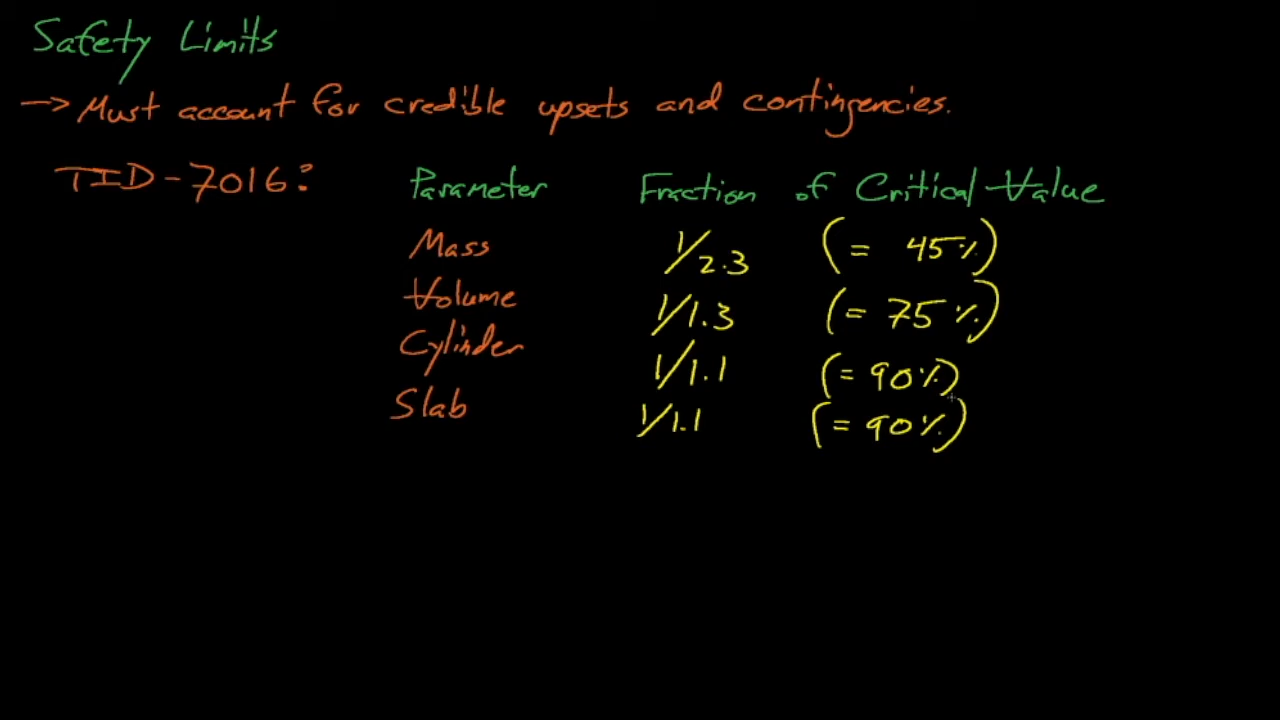 Safety Limits
→ Must account for credible upsets and contingencies.
TID-7016: Parameter Fraction of Critical Value
Mass 1/2.3 (= 45%)
Volume 1/1.3 (= 75%)
Cylinder 1/1.1 (= 90%)
Slab 1/1.1 (= 90%)